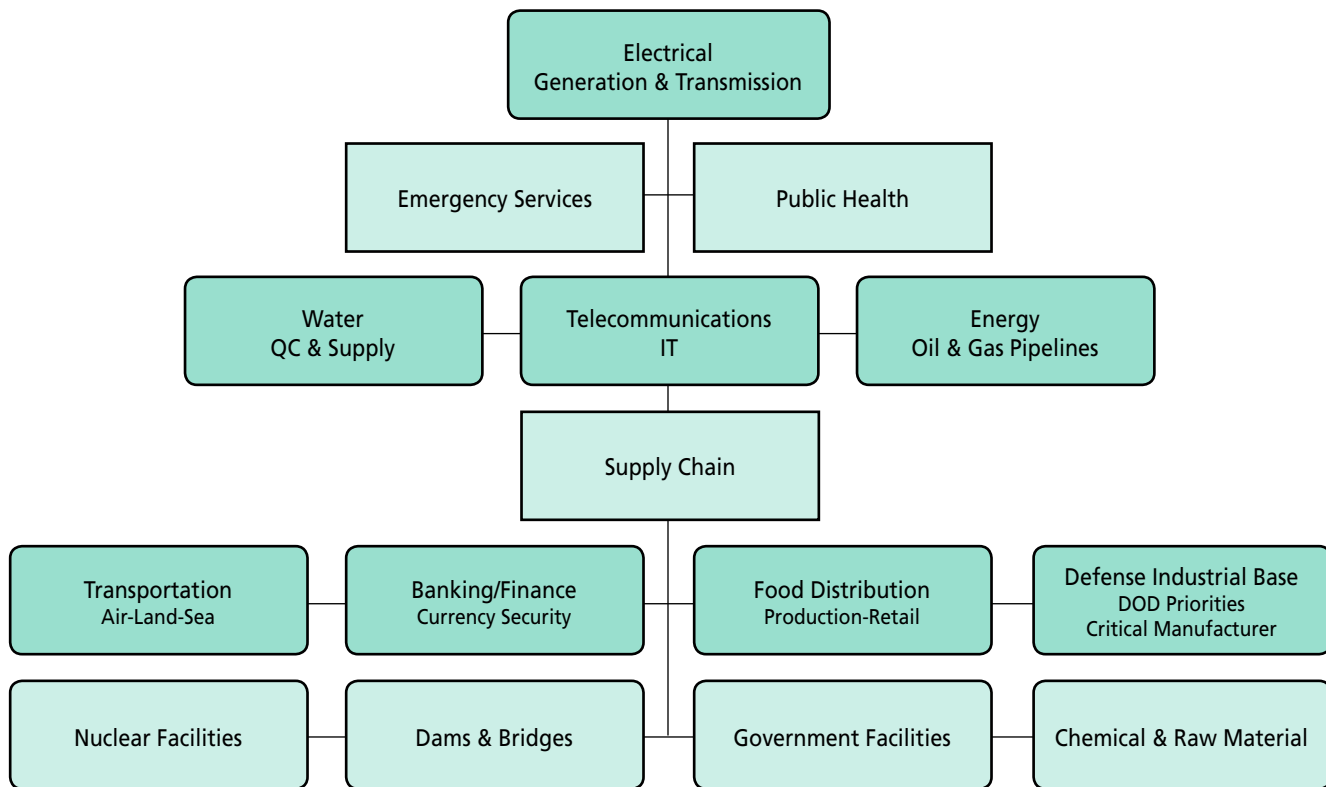 Electrical
Generation & Transmission
Emergency Services
Public Health
Water
QC & Supply
Telecommunications
IT
Energy
Oil & Gas Pipelines
Supply Chain
Transportation
Air-Land-Sea
Banking/Finance
Currency Security
Food Distribution
Production-Retail
Defense Industrial Base
DOD Priorities
Critical Manufacturer
Nuclear Facilities
Dams & Bridges
Government Facilities
Chemical & Raw Material